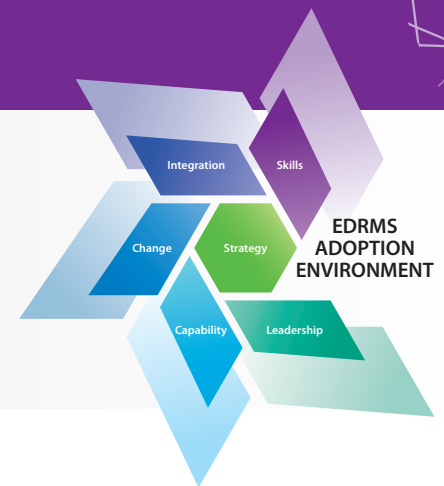 Integration
Skills
EDRMS
ADOPTION
ENVIRONMENT
Change
Strategy
Capability
Leadership